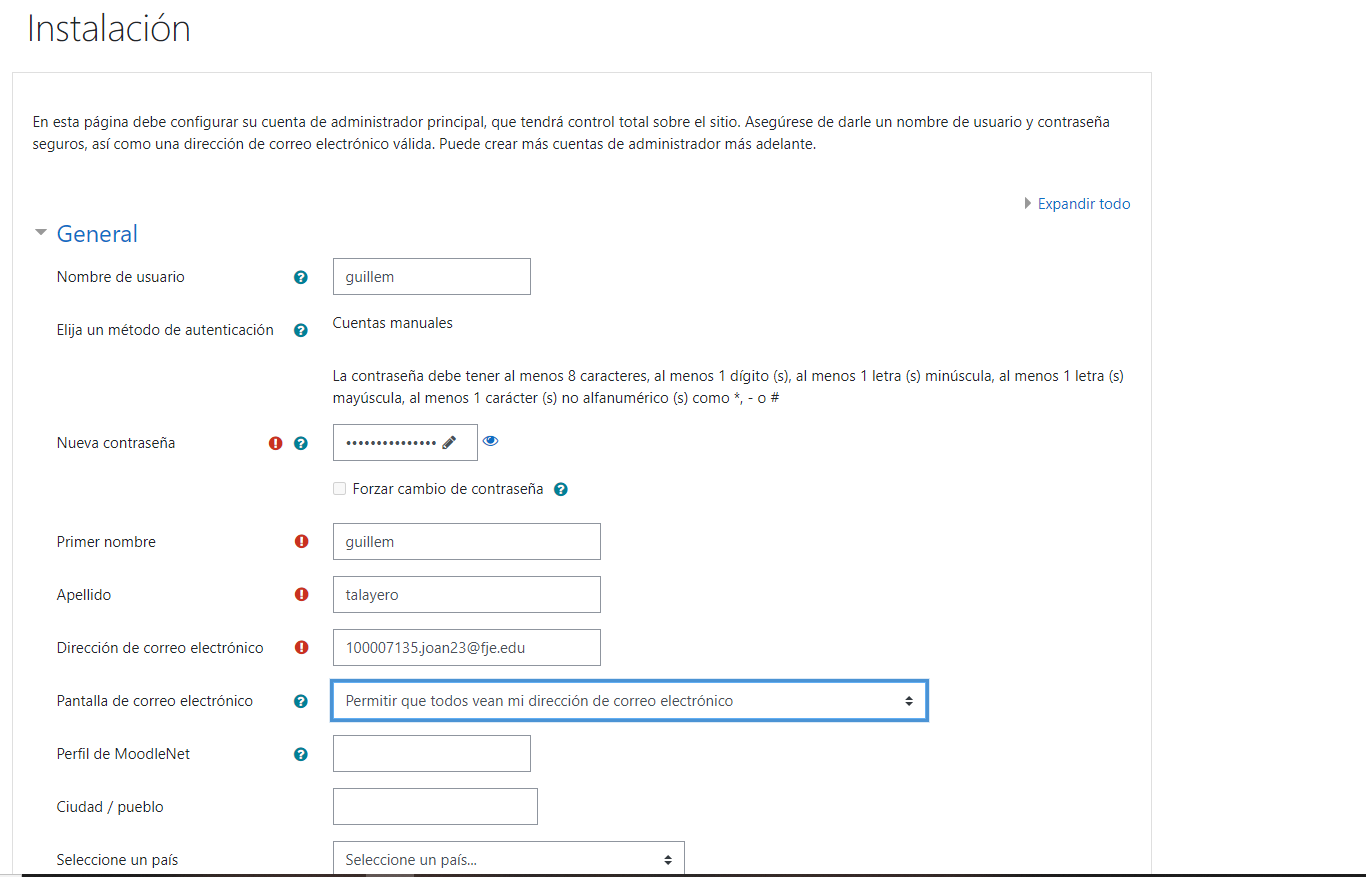 Instalación
En esta página debe configurar su cuenta de administrador principal, que tendrá control total sobre el sitio. Asegúrese de darle un nombre de usuario y contraseña
seguros, así como una dirección de correo electrónico válida. Puede crear más cuentas de administrador más adelante.
Expandir todo
General
Nombre de usuario
guillem
Elija un método de autenticación
Cuentas manuales
La contraseña debe tener al menos 8 caracteres, al menos 1 dígito (s), al menos 1 letra (s) minúscula, al menos 1 letra (s)
mayúscula, al menos 1 carácter (s) no alfanumérico (s) como *, - o #
Nueva contraseña
•••••••••••••••
Forzar cambio de contraseña
Primer nombre
guillem
Apellido
talayero
Dirección de correo electrónico
100007135.joan23@fje.edu
Pantalla de correo electrónico
Permitir que todos vean mi dirección de correo electrónico
Perfil de MoodleNet
Ciudad / pueblo
Seleccione un país
Seleccione un país...